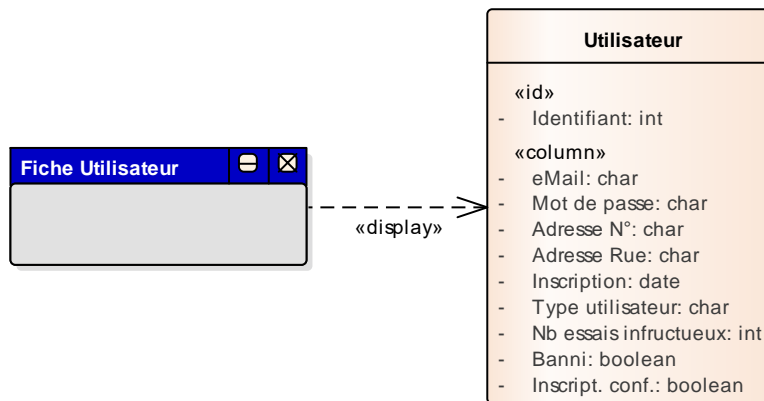 Utilisateur
«id»
- Identifiant: int
«column»
- eMail: char
- Mot de passe: char
- Adresse N°: char
- Adresse Rue: char
- Inscription: date
- Type utilisateur: char
- Nb essais infructueux: int
- Banni: boolean
- Inscript. conf.: boolean
Fiche Utilisateur
«display»